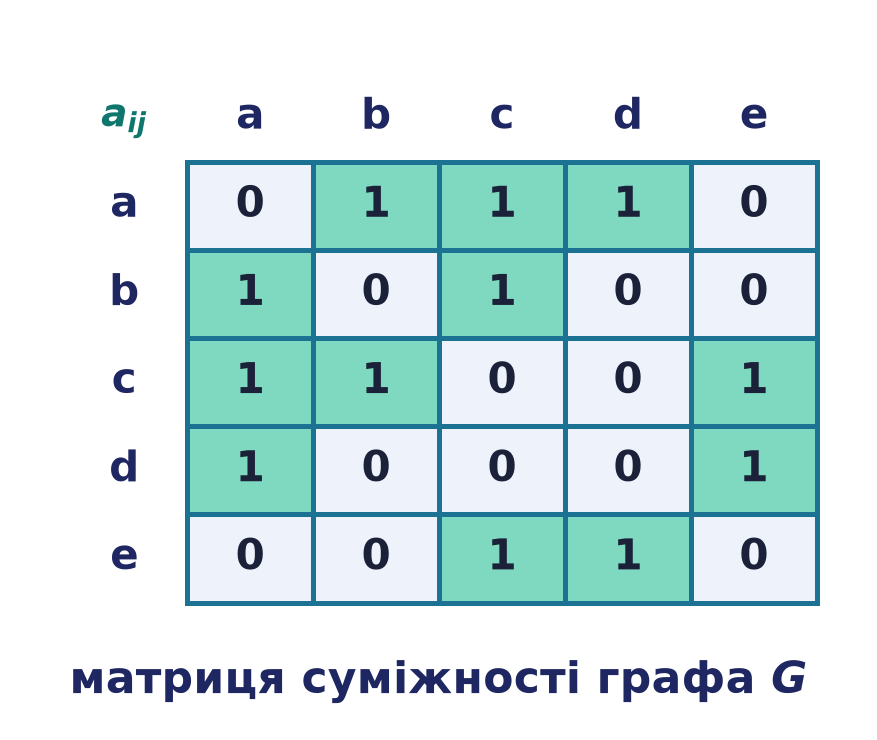 aij a b c d e
a 0 1 1 1 0
b 1 0 1 0 0
c 1 1 0 0 1
d 1 0 0 0 1
e 0 0 1 1 0
матриця суміжності графа G